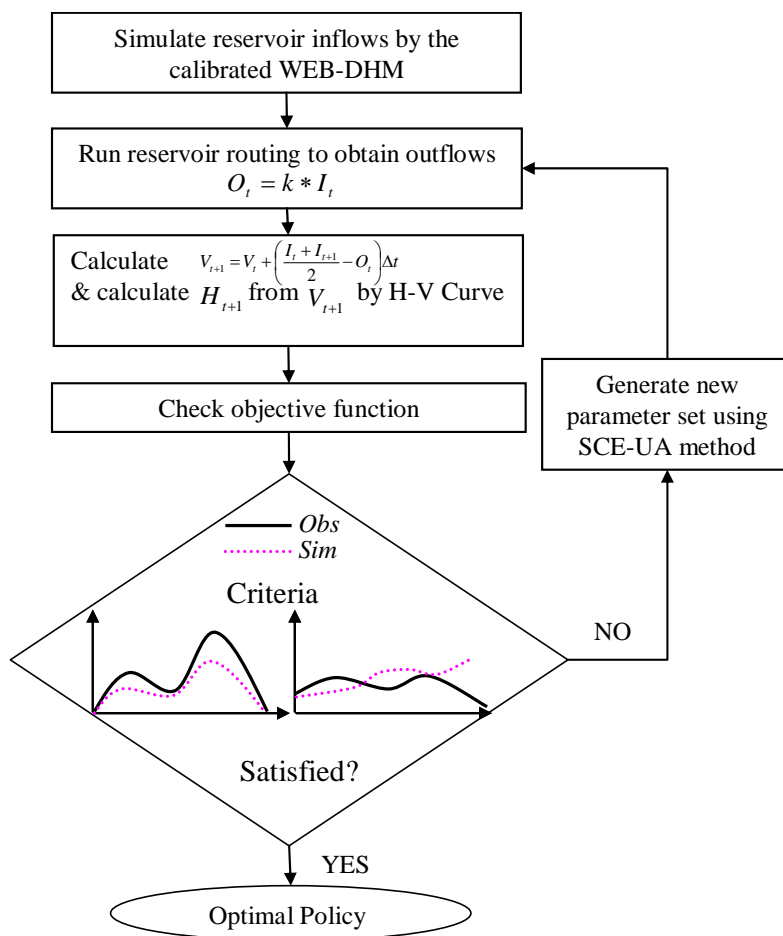 Simulate reservoir inflows by the
calibrated WEB-DHM
Run reservoir routing to obtain outflows
O_t = k * I_t
Calculate V_{t+1} = V_t + ( \frac{I_t + I_{t+1}}{2} - O_t ) Δt
& calculate H_{t+1} from V_{t+1} by H-V Curve
Check objective function
Generate new
parameter set using
SCE-UA method
Obs
Sim
Criteria
NO
Satisfied?
YES
Optimal Policy